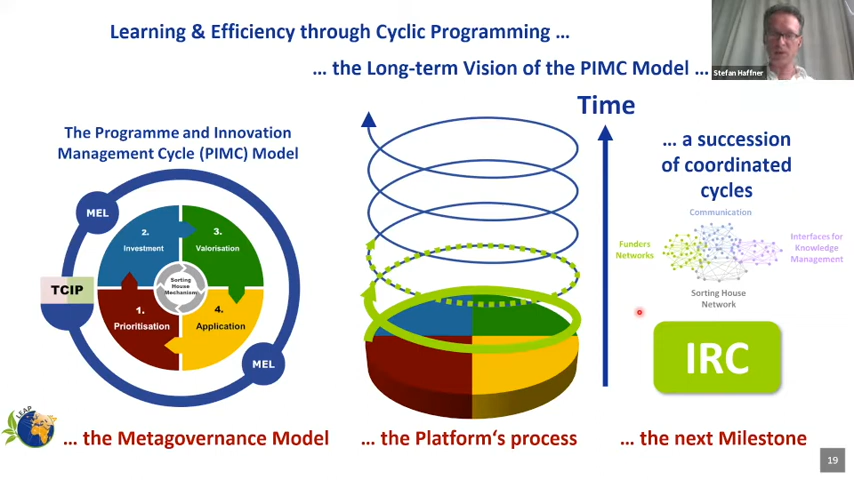 Learning & Efficiency through Cyclic Programming …
… the Long-term Vision of the PIMC Model …
Stefan Haffner
Time
The Programme and Innovation
Management Cycle (PIMC) Model
… a succession
of coordinated
cycles
MEL
2.
Investment
3.
Valorisation
Sorting
House
Mechanism
TCIP
1.
Prioritisation
4.
Application
MEL
Communication
Funders
Networks
Interfaces for
Knowledge
Management
Sorting House
Network
IRC
LEAP
… the Metagovernance Model
… the Platform‘s process
… the next Milestone
19